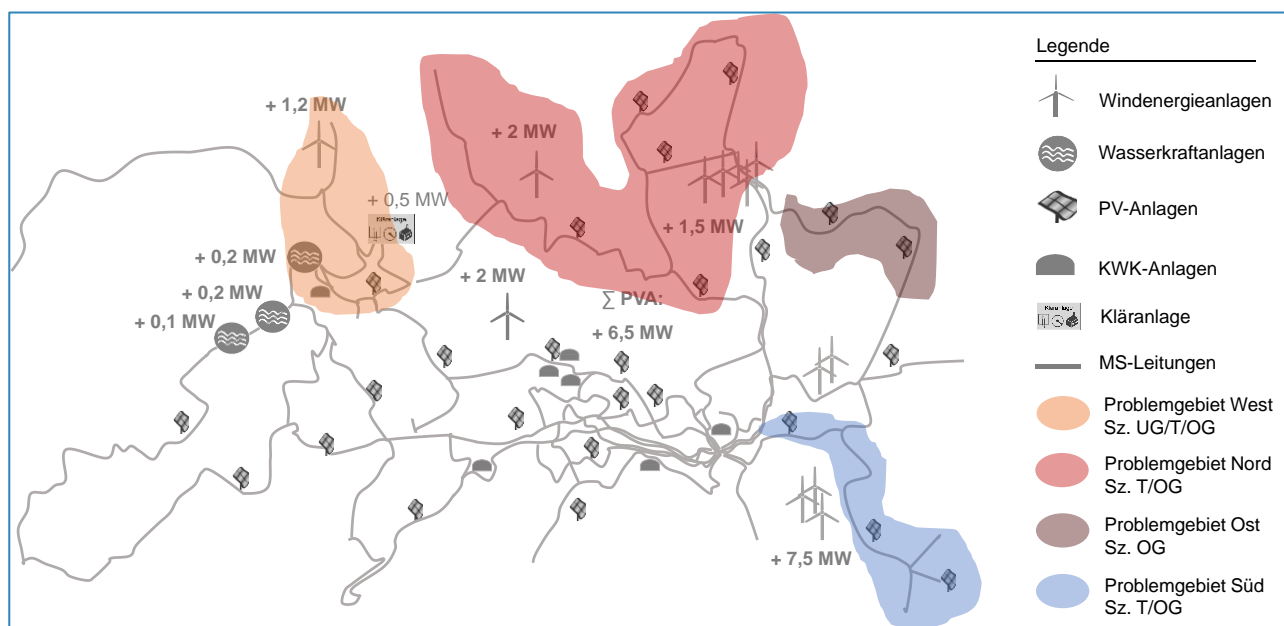 + 1,2 MW
+ 2 MW
+ 0,5 MW
Kläranlage
+ 1,5 MW
+ 0,2 MW
+ 2 MW
+ 0,2 MW
∑ PVA:
+ 0,1 MW
+ 6,5 MW
+ 7,5 MW
Legende
Windenergieanlagen
Wasserkraftanlagen
PV-Anlagen
KWK-Anlagen
Kläranlage
Kläranlage
MS-Leitungen
Problemgebiet West
Sz. UG/T/OG
Problemgebiet Nord
Sz. T/OG
Problemgebiet Ost
Sz. OG
Problemgebiet Süd
Sz. T/OG